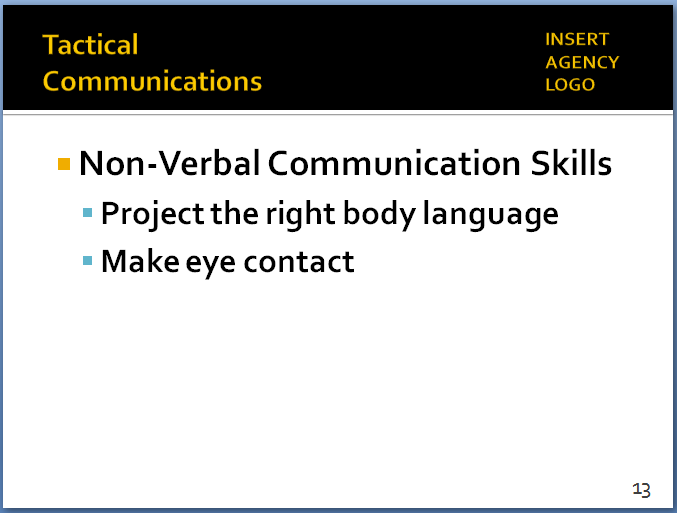 Tactical
Communications
INSERT
AGENCY
LOGO
Non-Verbal Communication Skills
Project the right body language
Make eye contact
13